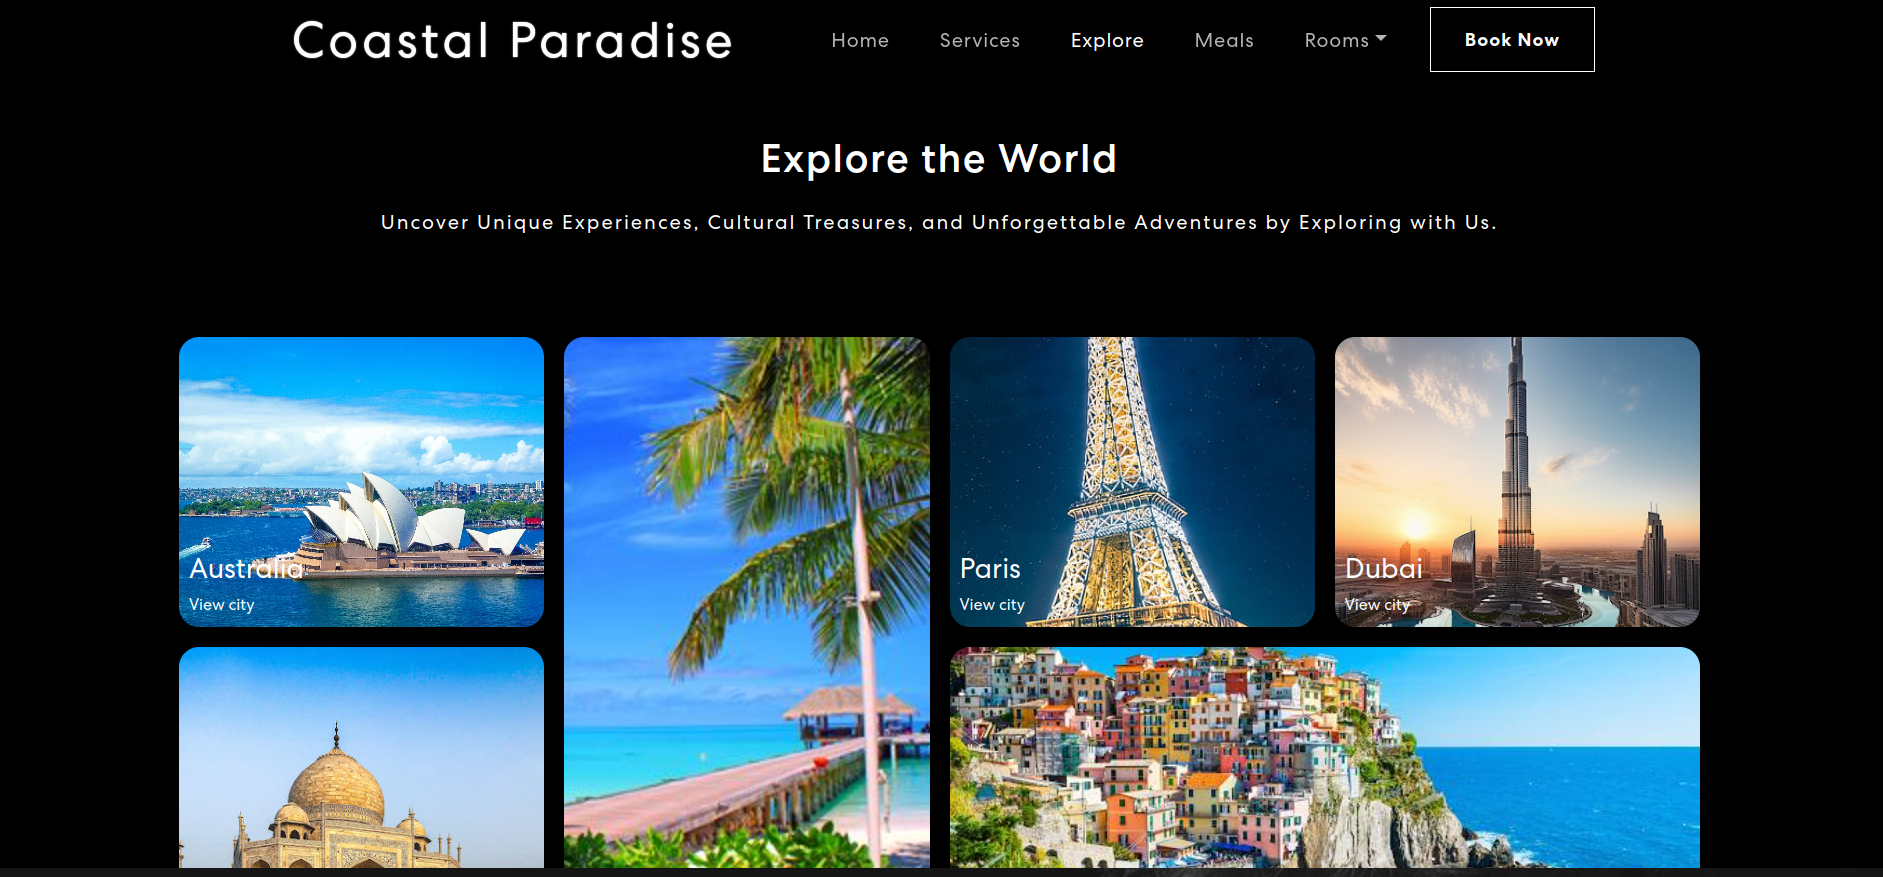 Coastal Paradise
Home Services Explore Meals Rooms Book Now
Explore the World
Uncover Unique Experiences, Cultural Treasures, and Unforgettable Adventures by Exploring with Us.
Australia
View city
Paris
View city
Dubai
View city